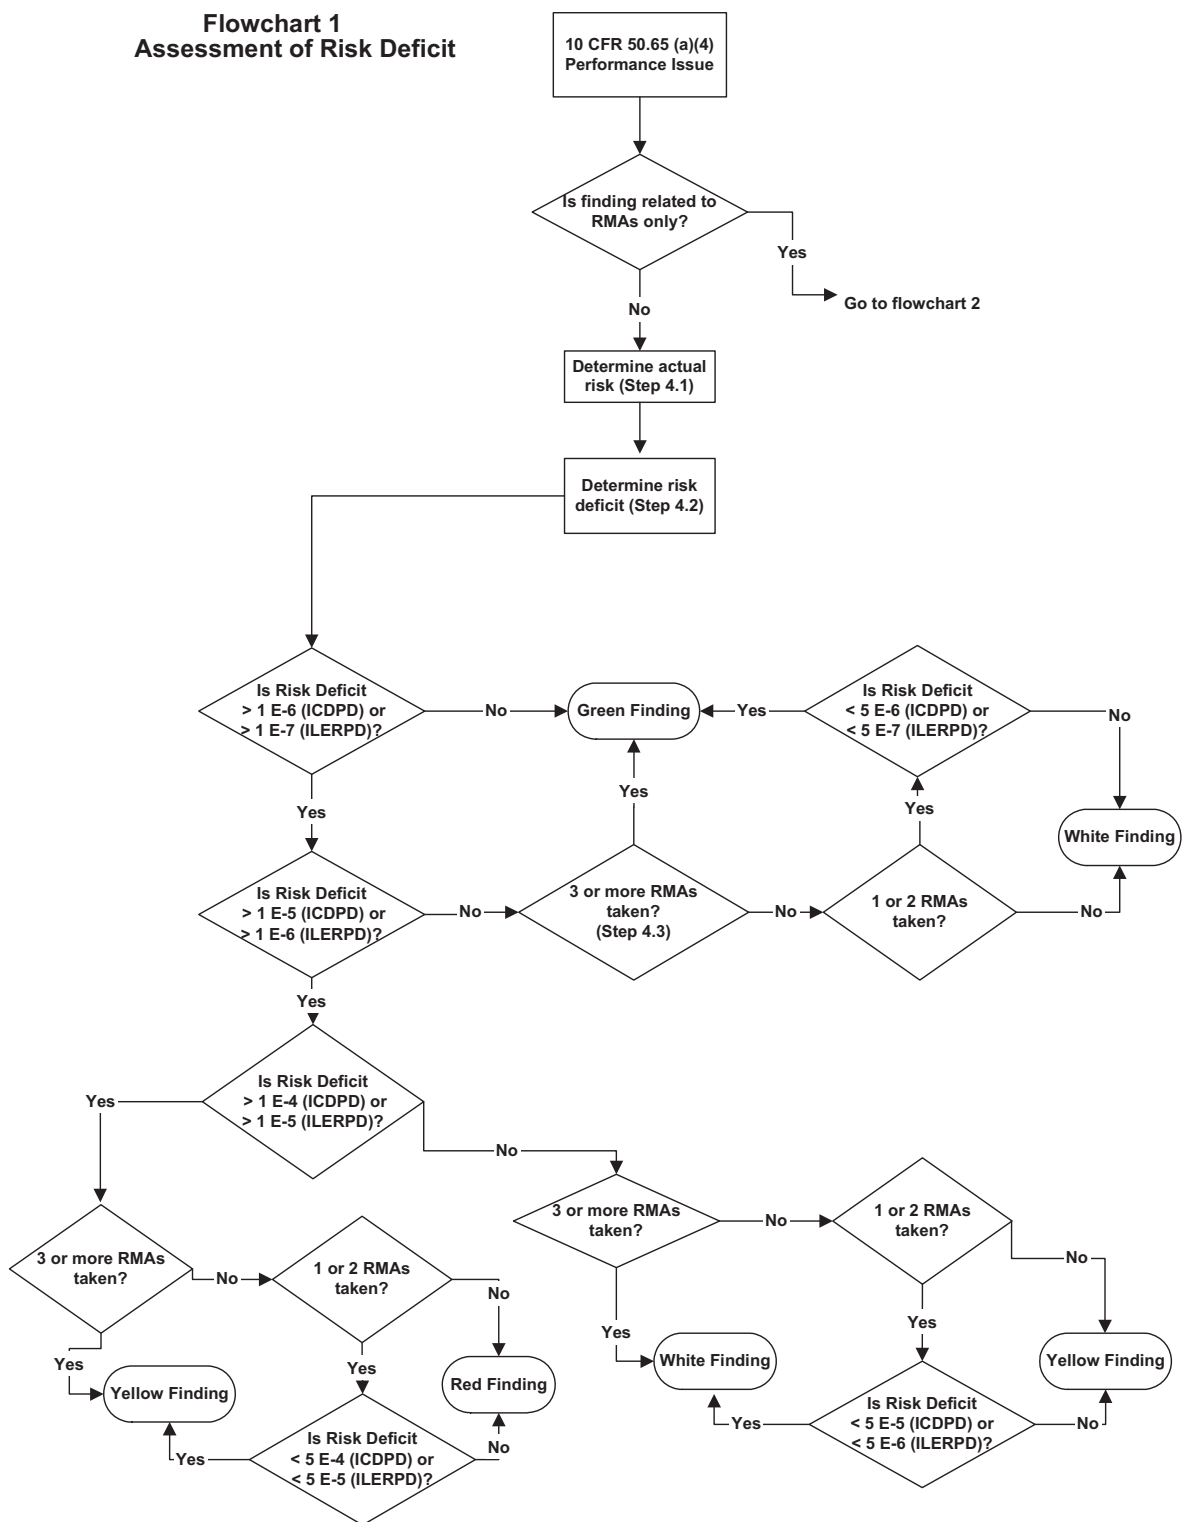 Flowchart 1
Assessment of Risk Deficit
10 CFR 50.65 (a)(4)
Performance Issue
Is finding related to
RMAs only?
Yes
Go to flowchart 2
No
Determine actual
risk (Step 4.1)
Determine risk
deficit (Step 4.2)
Is Risk Deficit
> 1 E-6 (ICDPD) or
> 1 E-7 (ILERPD)?
No
Green Finding
Yes
Is Risk Deficit
< 5 E-6 (ICDPD) or
< 5 E-7 (ILERPD)?
No
Yes
Yes
Yes
White Finding
Is Risk Deficit
> 1 E-5 (ICDPD) or
> 1 E-6 (ILERPD)?
No
3 or more RMAs
taken?
(Step 4.3)
No
1 or 2 RMAs
taken?
No
Yes
Is Risk Deficit
> 1 E-4 (ICDPD) or
> 1 E-5 (ILERPD)?
Yes
No
3 or more RMAs
taken?
No
1 or 2 RMAs
taken?
No
3 or more RMAs
taken?
No
1 or 2 RMAs
taken?
No
Yes
Yes
Yes
Yes
Yellow Finding
Red Finding
White Finding
Yellow Finding
Is Risk Deficit
< 5 E-4 (ICDPD) or
< 5 E-5 (ILERPD)?
Yes
No
Is Risk Deficit
< 5 E-5 (ICDPD) or
< 5 E-6 (ILERPD)?
Yes
No